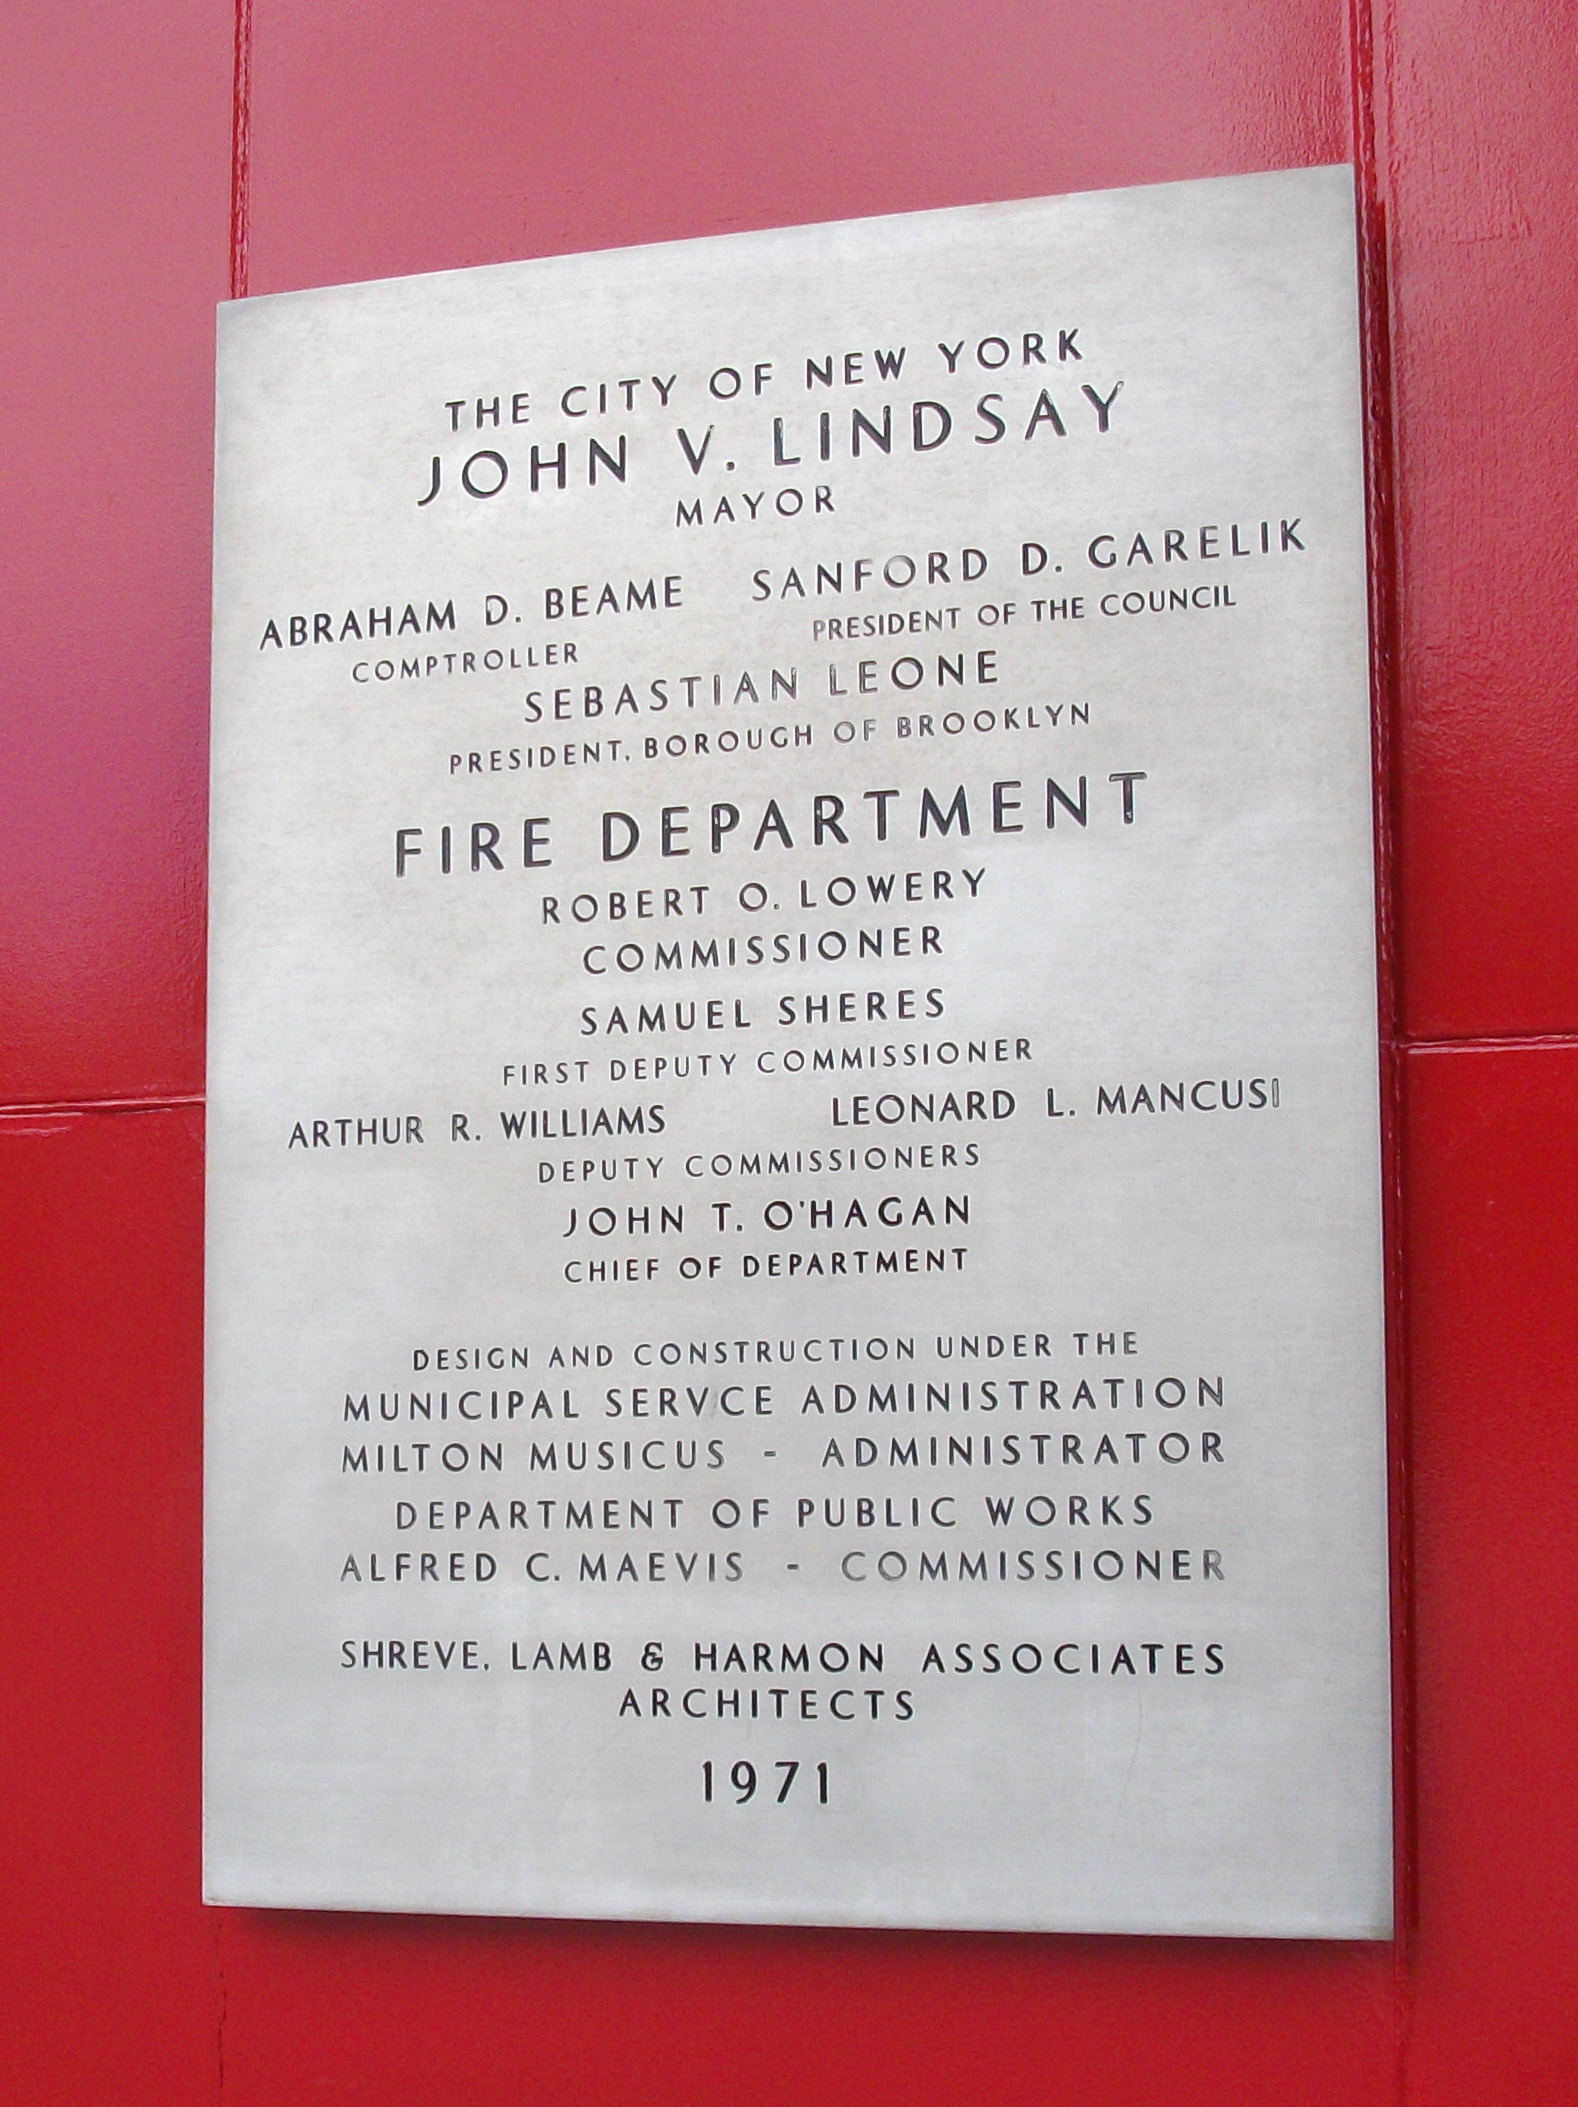 THE CITY OF NEW YORK
JOHN V. LINDSAY
MAYOR
ABRAHAM D. BEAME SANFORD D. GARELIK
COMPTROLLER PRESIDENT OF THE COUNCIL
SEBASTIAN LEONE
PRESIDENT, BOROUGH OF BROOKLYN
FIRE DEPARTMENT
ROBERT O. LOWERY
COMMISSIONER
SAMUEL SHERES
FIRST DEPUTY COMMISSIONER
ARTHUR R. WILLIAMS LEONARD L. MANCUSI
DEPUTY COMMISSIONERS
JOHN T. O'HAGAN
CHIEF OF DEPARTMENT
DESIGN AND CONSTRUCTION UNDER THE
MUNICIPAL SERVCE ADMINISTRATION
MILTON MUSICUS - ADMINISTRATOR
DEPARTMENT OF PUBLIC WORKS
ALFRED C. MAEVIS - COMMISSIONER
SHREVE, LAMB & HARMON ASSOCIATES
ARCHITECTS
1971